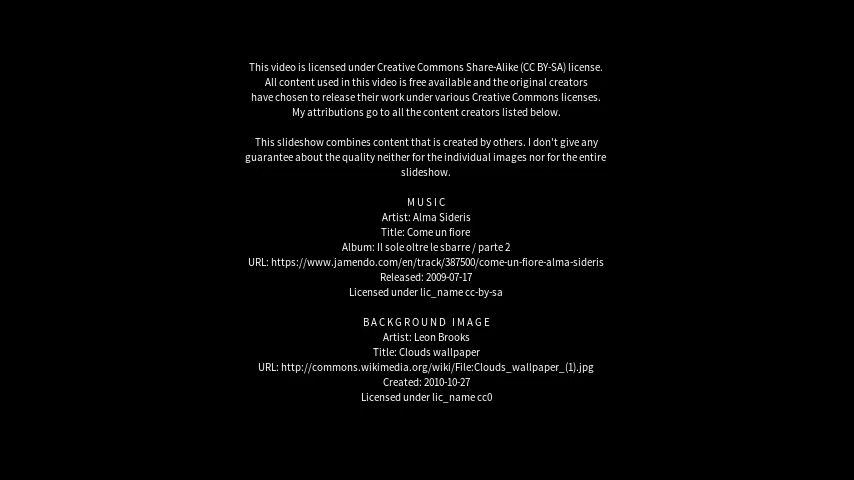 This video is licensed under Creative Commons Share-Alike (CC BY-SA) license.
All content used in this video is free available and the original creators
have chosen to release their work under various Creative Commons licenses.
My attributions go to all the content creators listed below.
This slideshow combines content that is created by others. I don't give any
guarantee about the quality neither for the individual images nor for the entire
slideshow.
M U S I C
Artist: Alma Sideris
Title: Come un fiore
Album: Il sole oltre le sbarre / parte 2
URL: https://www.jamendo.com/en/track/387500/come-un-fiore-alma-sideris
Released: 2009-07-17
Licensed under lic_name cc-by-sa
B A C K G R O U N D   I M A G E
Artist: Leon Brooks
Title: Clouds wallpaper
URL: http://commons.wikimedia.org/wiki/File:Clouds_wallpaper_(1).jpg
Created: 2010-10-27
Licensed under lic_name cc0